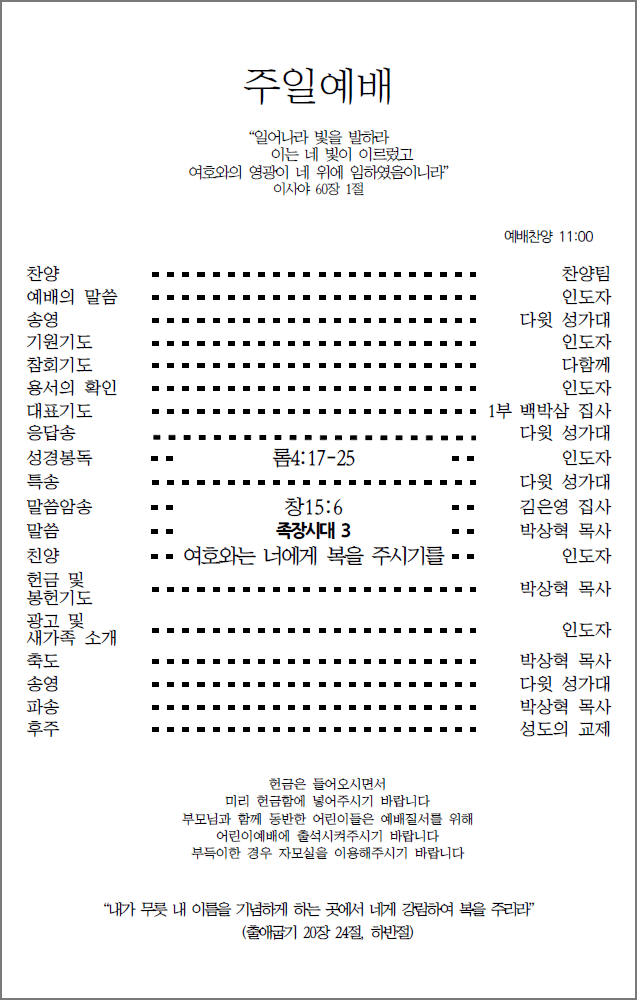 주일예배
“일어나라 빛을 발하라
이는 네 빛이 이르렀고
여호와의 영광이 네 위에 임하였음이니라”
이사야 60장 1절
예배찬양 11:00
찬양 찬양팀
예배의 말씀 인도자
송영 다윗 성가대
기원기도 인도자
참회기도 다함께
용서의 확인 인도자
대표기도 1부 백박삼 집사
응답송 다윗 성가대
성경봉독 롬4:17-25 인도자
특송 다윗 성가대
말씀암송 창15:6 김은영 집사
말씀 족장시대 3 박상혁 목사
친양 여호와는 너에게 복을 주시기를 인도자
헌금 및
봉헌기도 박상혁 목사
광고 및
새가족 소개 인도자
축도 박상혁 목사
송영 다윗 성가대
파송 박상혁 목사
후주 성도의 교제
헌금은 들어오시면서
미리 헌금함에 넣어주시기 바랍니다
부모님과 함께 동반한 어린이들은 예배질서를 위해
어린이예배에 출석시켜주시기 바랍니다
부득이한 경우 자모실을 이용해주시기 바랍니다
“내가 무릇 내 이름을 기념하게 하는 곳에서 네게 강림하여 복을 주리라”
(출애굽기 20장 24절, 하반절)